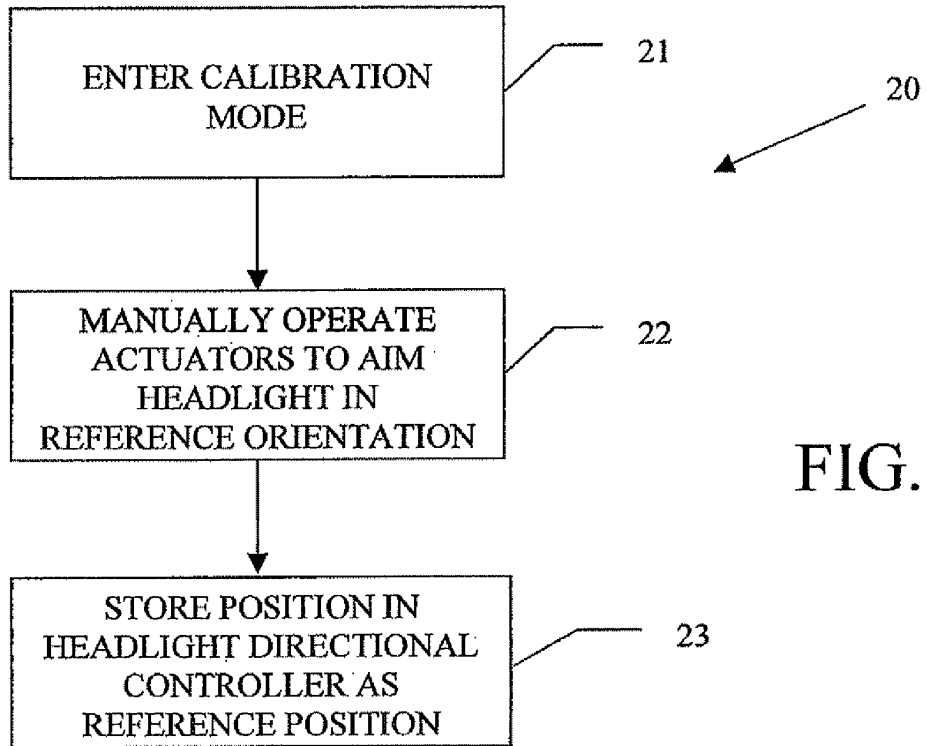 ENTER CALIBRATION
MODE
21
20
MANUALLY OPERATE
ACTUATORS TO AIM
HEADLIGHT IN
REFERENCE ORIENTATION
22
FIG.
STORE POSITION IN
HEADLIGHT DIRECTIONAL
CONTROLLER AS
REFERENCE POSITION
23